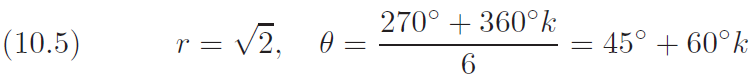 (10.5) r = √2, θ = (270° + 360°k)/6 = 45° + 60°k